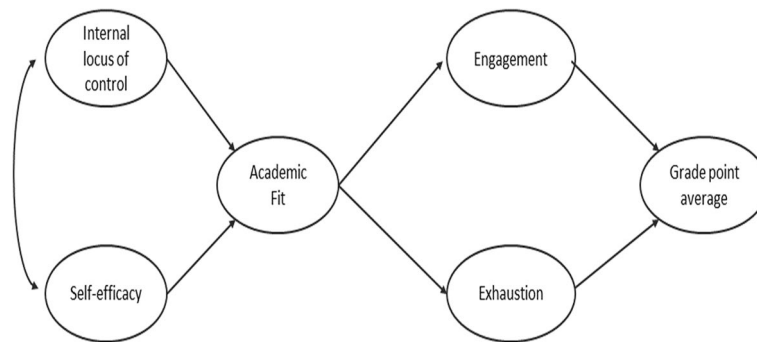 Internal
locus of
control
Engagement
Academic
Fit
Grade point
average
Self-efficacy
Exhaustion